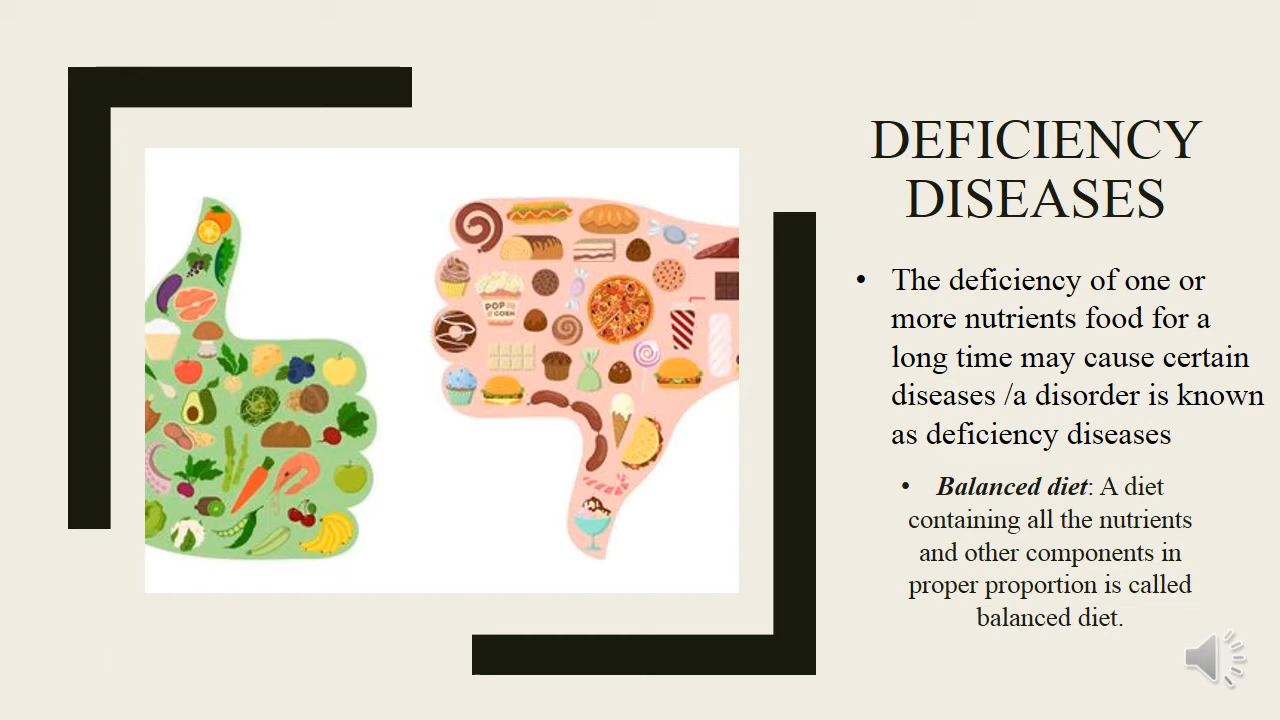 DEFICIENCY
DISEASES
• The deficiency of one or
more nutrients food for a
long time may cause certain
diseases /a disorder is known
as deficiency diseases
• Balanced diet: A diet
containing all the nutrients
and other components in
proper proportion is called
balanced diet.
POP
CORN